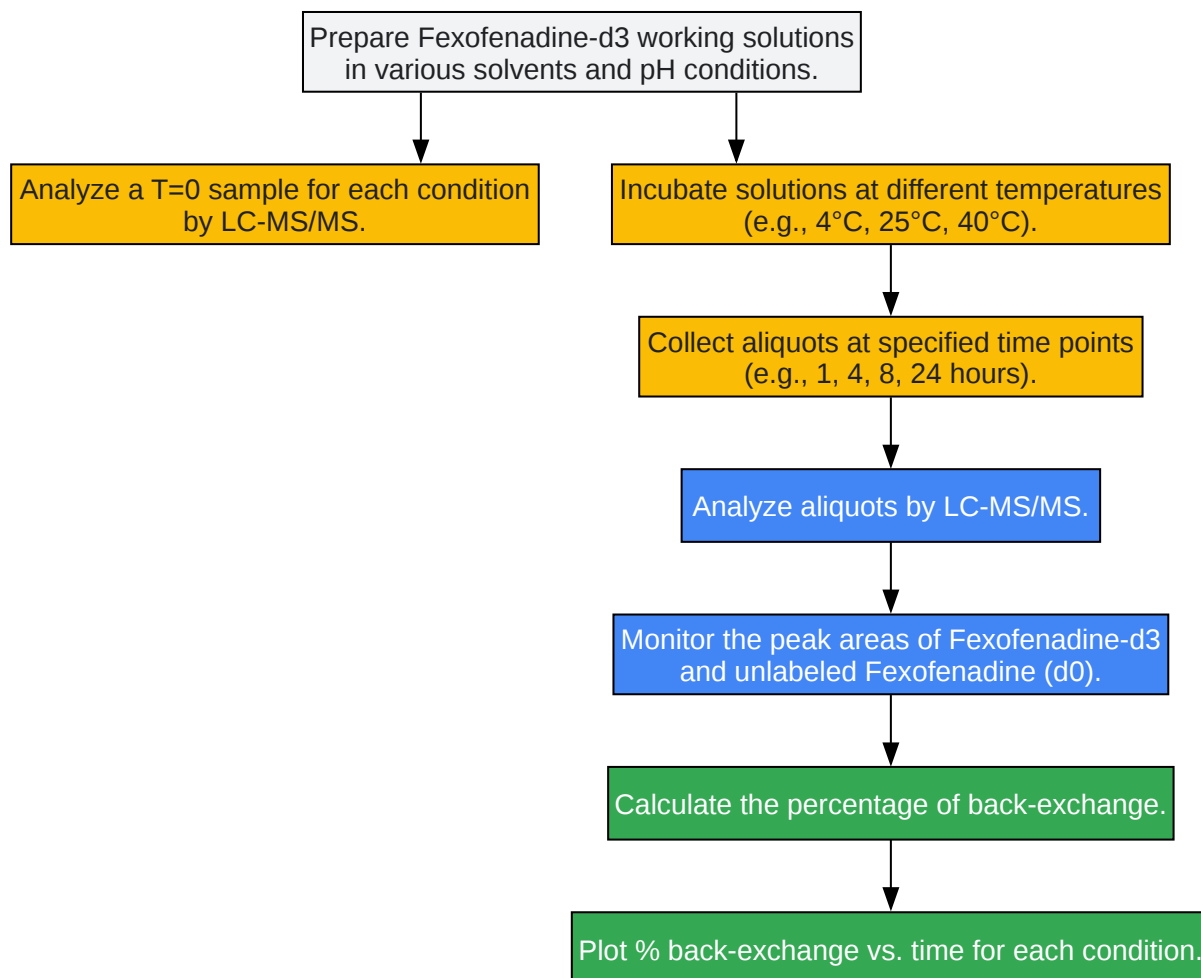 Prepare Fexofenadine-d3 working solutions
in various solvents and pH conditions.
Analyze a T=0 sample for each condition
by LC-MS/MS.
Incubate solutions at different temperatures
(e.g., 4°C, 25°C, 40°C).
Collect aliquots at specified time points
(e.g., 1, 4, 8, 24 hours).
Analyze aliquots by LC-MS/MS.
Monitor the peak areas of Fexofenadine-d3
and unlabeled Fexofenadine (d0).
Calculate the percentage of back-exchange.
Plot % back-exchange vs. time for each condition.